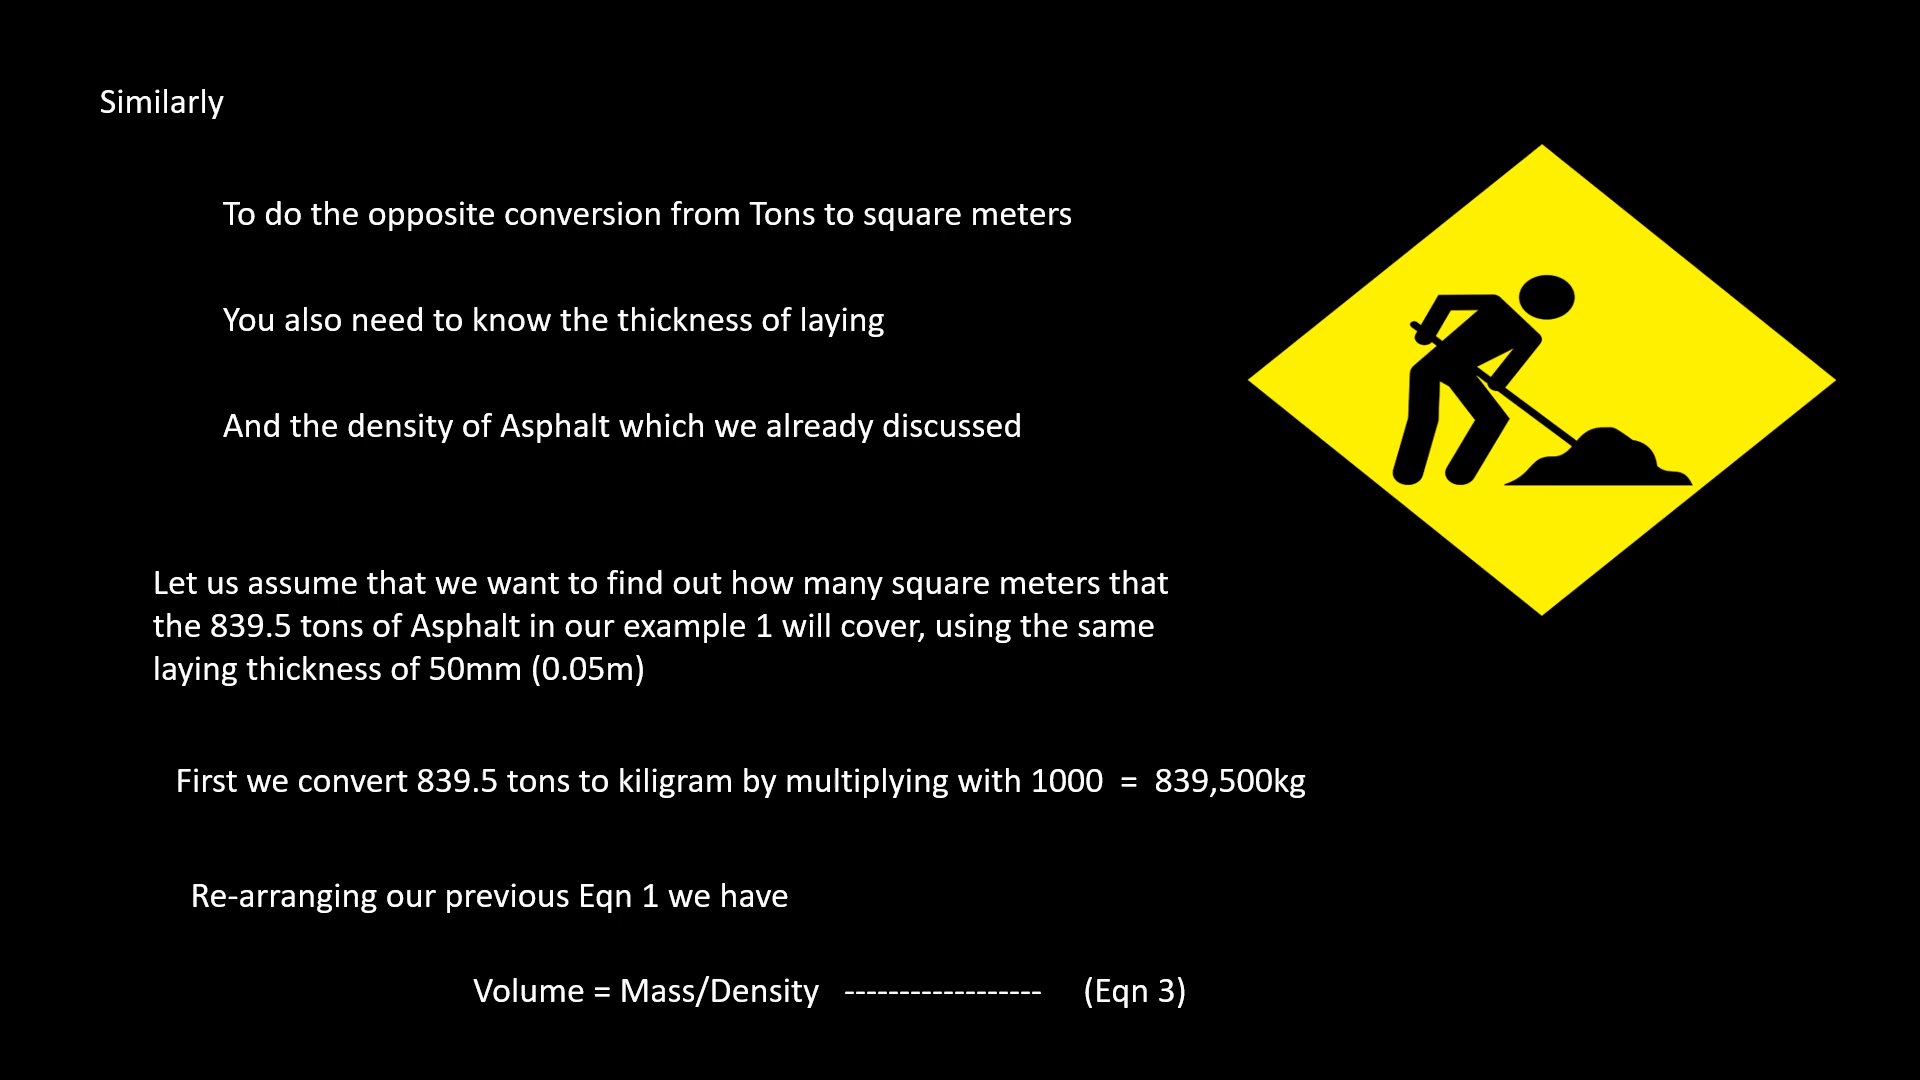 Similarly
To do the opposite conversion from Tons to square meters
You also need to know the thickness of laying
And the density of Asphalt which we already discussed
Let us assume that we want to find out how many square meters that
the 839.5 tons of Asphalt in our example 1 will cover, using the same
laying thickness of 50mm (0.05m)
First we convert 839.5 tons to kiligram by multiplying with 1000 = 839,500kg
Re-arranging our previous Eqn 1 we have
Volume = Mass/Density ------------------ (Eqn 3)